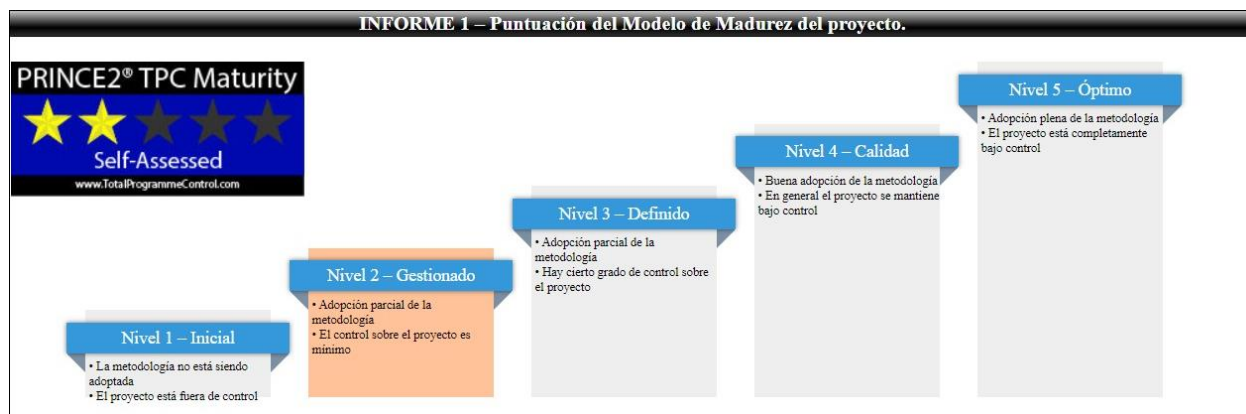 INFORME 1 – Puntuación del Modelo de Madurez del proyecto.
PRINCE2® TPC Maturity
Self-Assessed
www.TotalProgrammeControl.com
Nivel 1 – Inicial
• La metodología no está siendo
adoptada
• El proyecto está fuera de control
Nivel 2 – Gestionado
• Adopción parcial de la
metodología
• El control sobre el proyecto es
mínimo
Nivel 3 – Definido
• Adopción parcial de la
metodología
• Hay cierto grado de control sobre
el proyecto
Nivel 4 – Calidad
• Buena adopción de la metodología
• En general el proyecto se mantiene
bajo control
Nivel 5 – Óptimo
• Adopción plena de la metodología
• El proyecto está completamente
bajo control